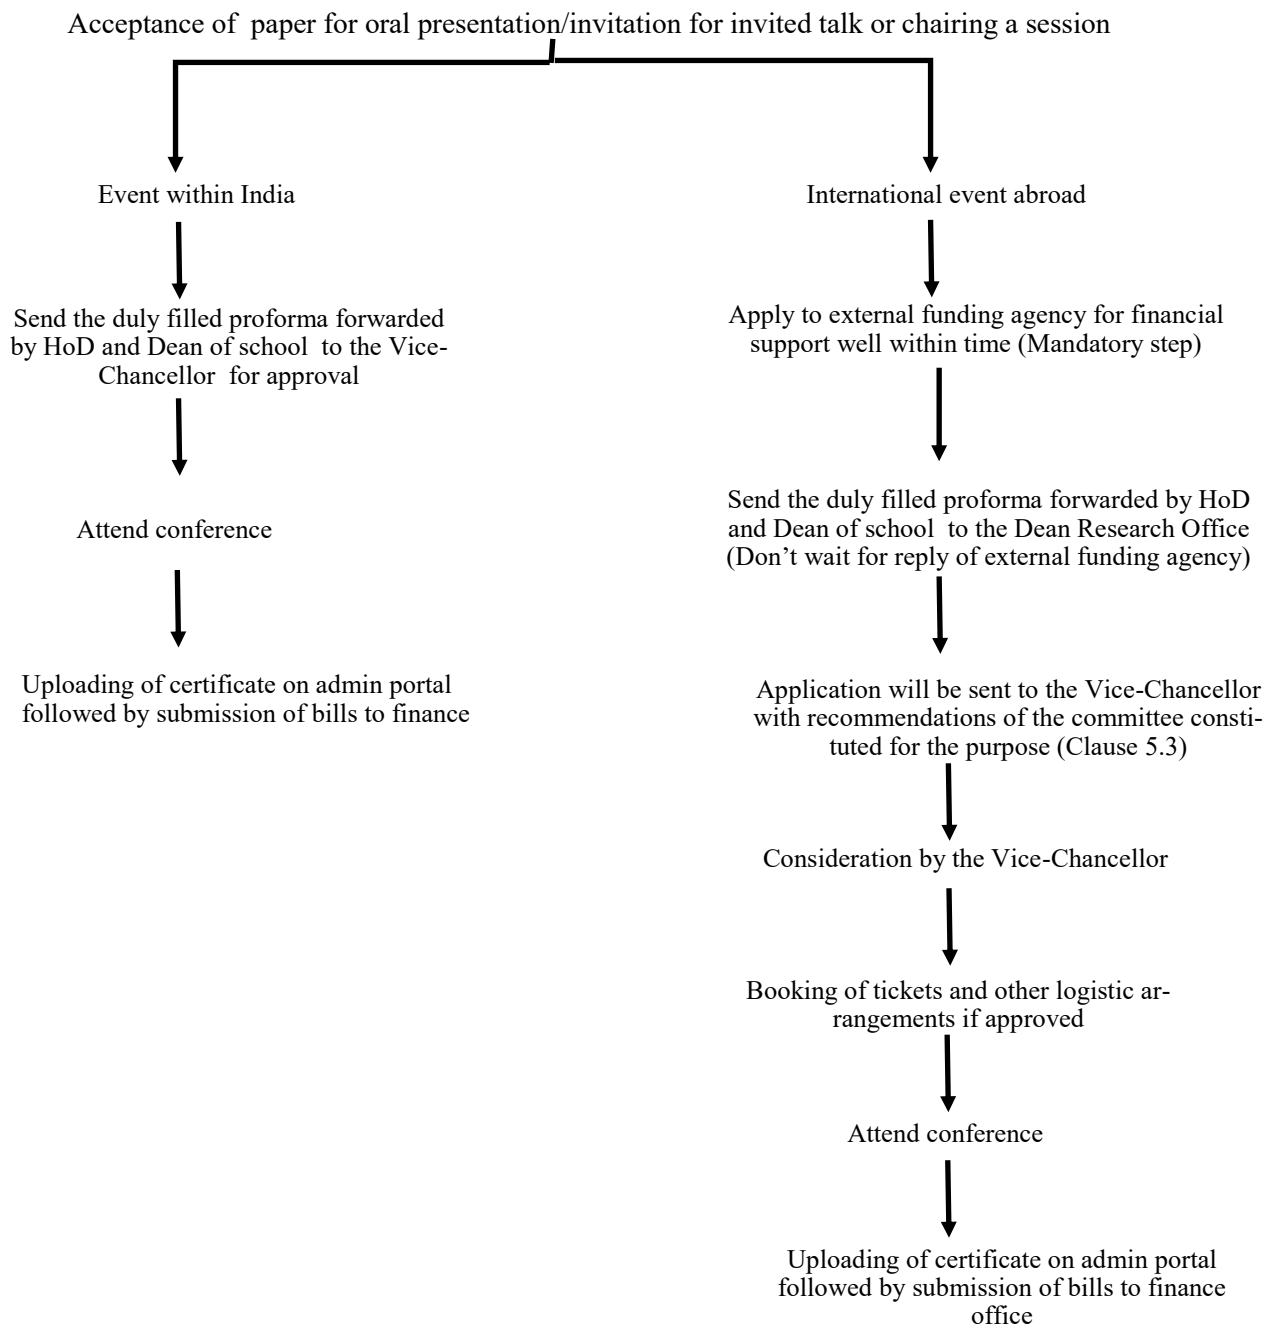 Acceptance of paper for oral presentation/invitation for invited talk or chairing a session
Event within India
Send the duly filled proforma forwarded
by HoD and Dean of school to the Vice-
Chancellor for approval
Attend conference
Uploading of certificate on admin portal
followed by submission of bills to finance
International event abroad
Apply to external funding agency for financial
support well within time (Mandatory step)
Send the duly filled proforma forwarded by HoD
and Dean of school to the Dean Research Office
(Don’t wait for reply of external funding agency)
Application will be sent to the Vice-Chancellor
with recommendations of the committee consti-
tuted for the purpose (Clause 5.3)
Consideration by the Vice-Chancellor
Booking of tickets and other logistic ar-
rangements if approved
Attend conference
Uploading of certificate on admin portal
followed by submission of bills to finance
office